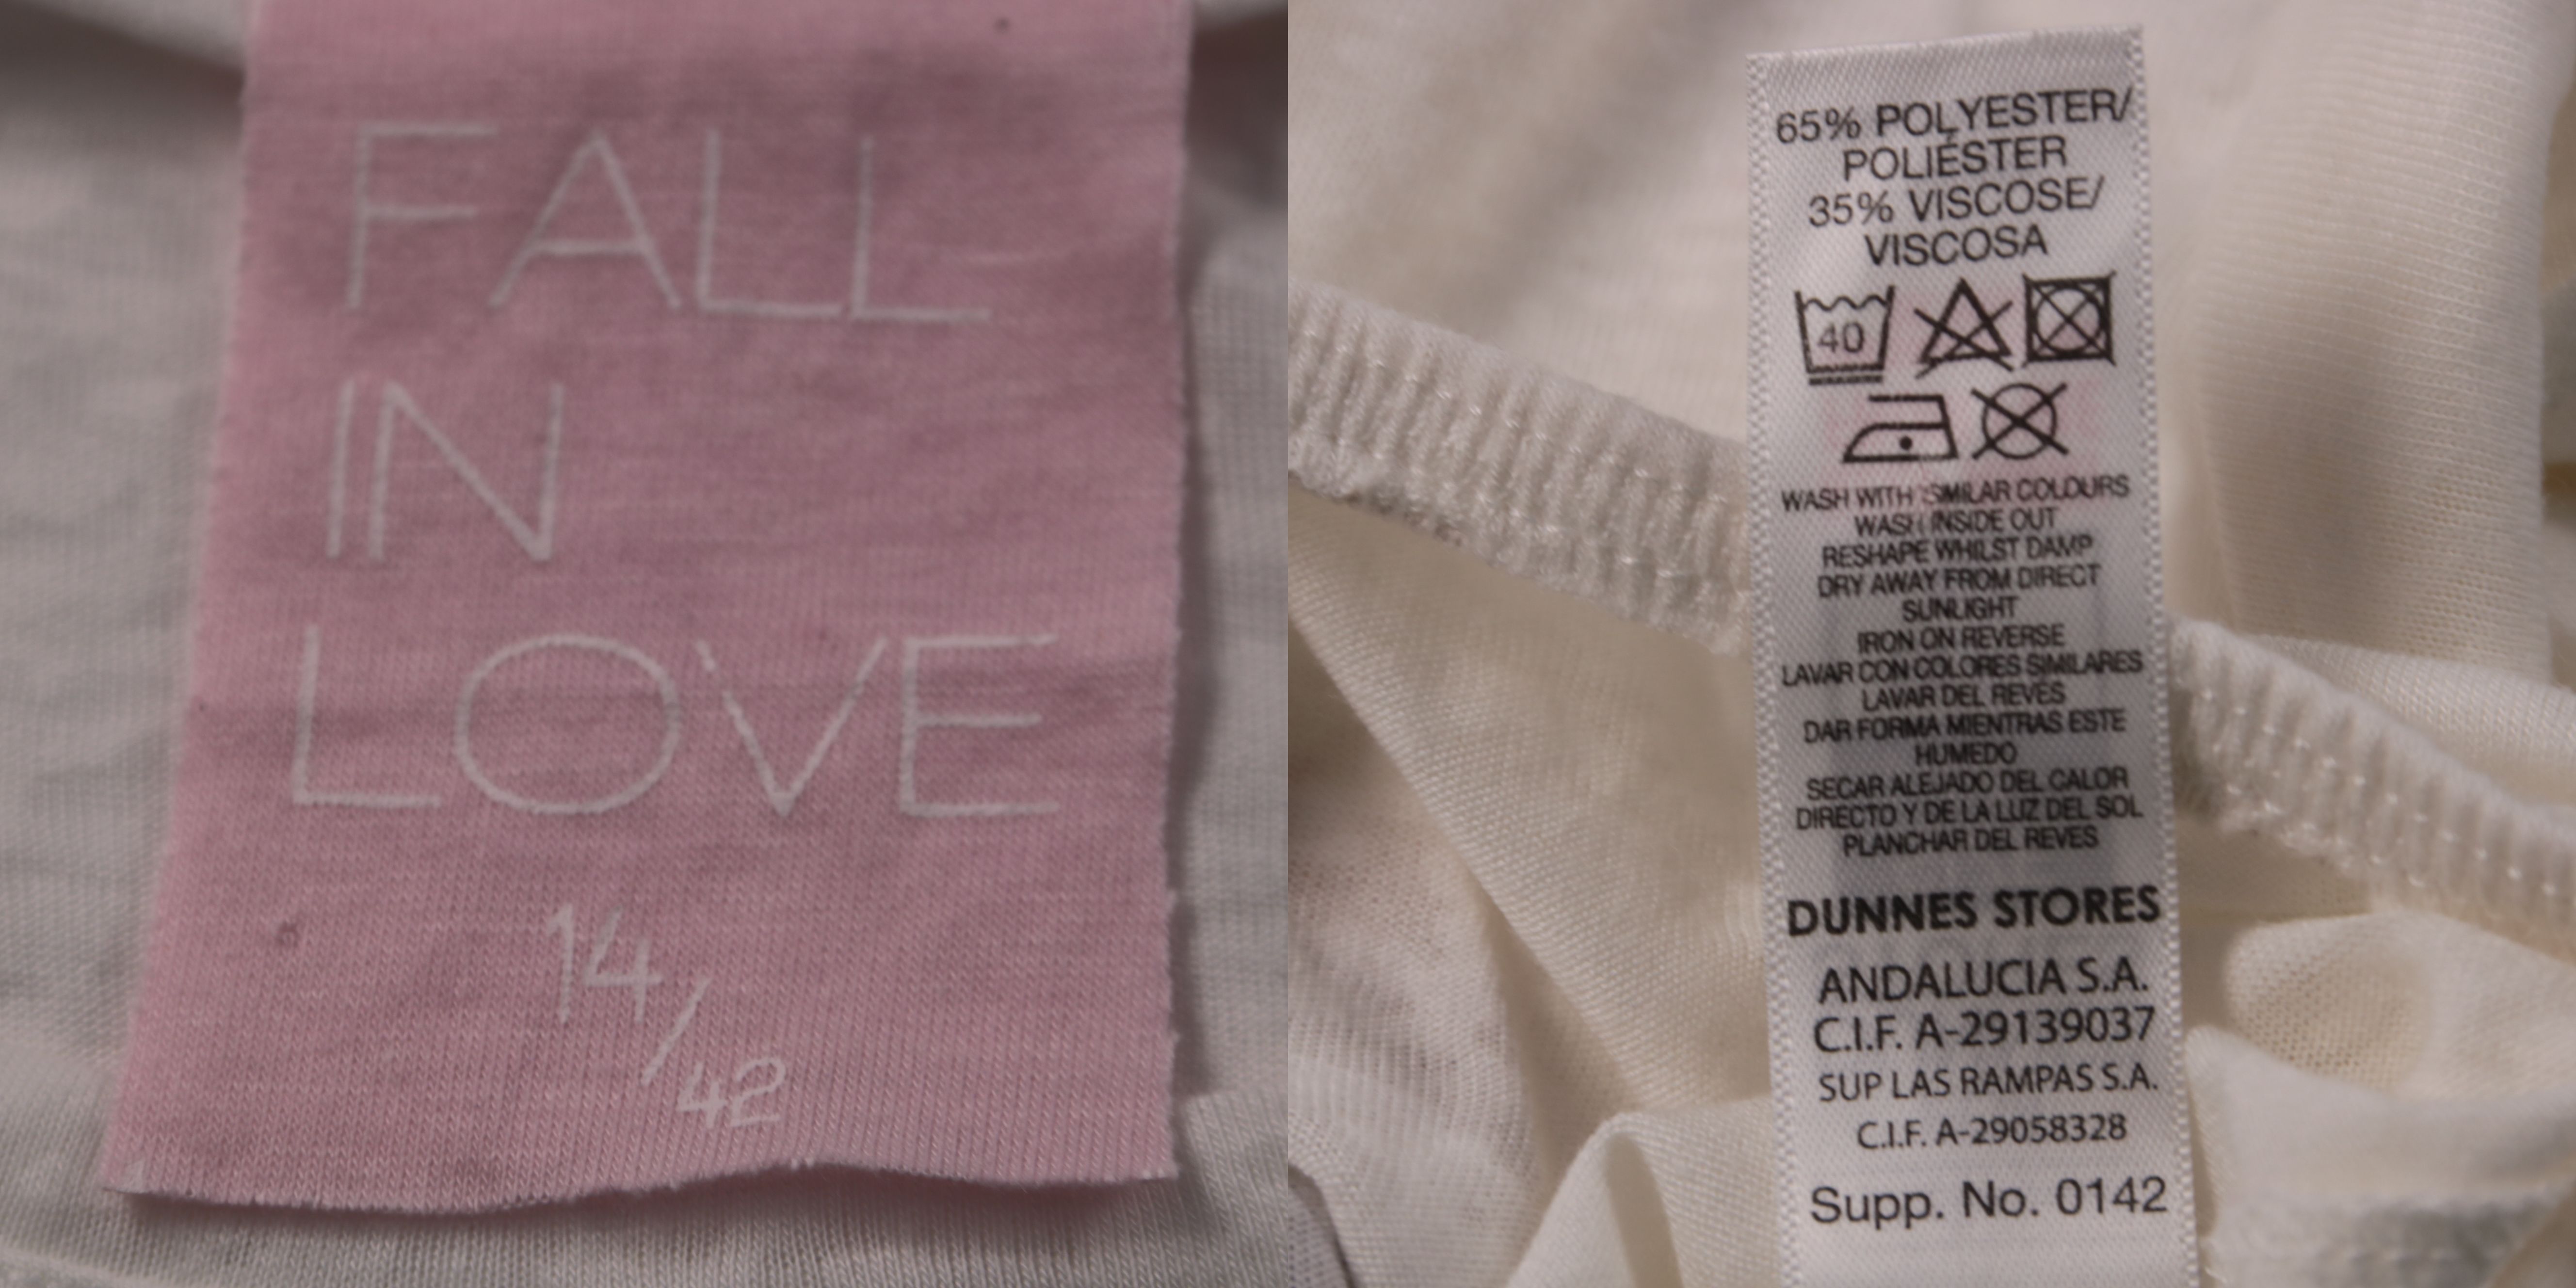 FALL
IN
LOVE
14/42
65% POLYESTER/
POLIÉSTER
35% VISCOSE/
VISCOSA
40
WASH WITH SIMILAR COLOURS
WASH INSIDE OUT
RESHAPE WHILST DAMP
DRY AWAY FROM DIRECT
SUNLIGHT
IRON ON REVERSE
LAVAR CON COLORES SIMILARES
LAVAR DEL REVÉS
DAR FORMA MIENTRAS ESTE
HUMEDO
SECAR ALEJADO DEL CALOR
DIRECTO Y DE LA LUZ DEL SOL
PLANCHAR DEL REVES
DUNNES STORES
ANDALUCIA S.A.
C.I.F. A-29139037
SUP LAS RAMPAS S.A.
C.I.F. A-29058328
Supp. No. 0142